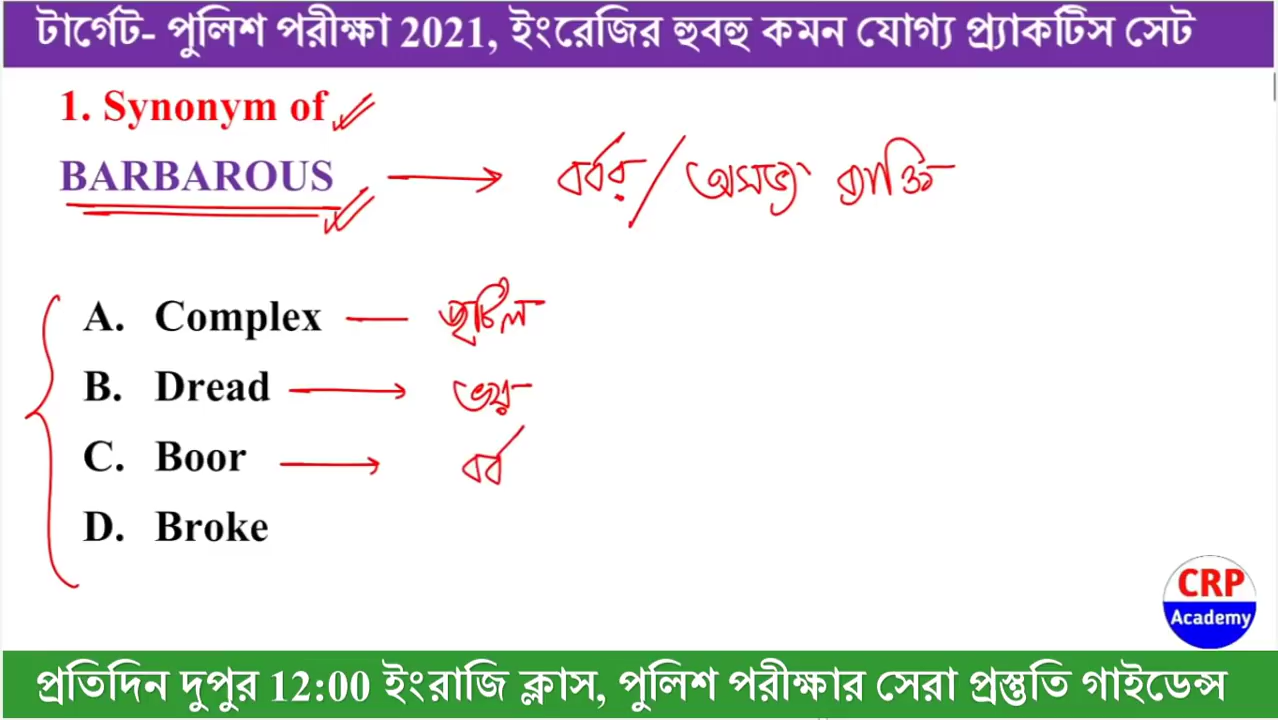 টার্গেট- পুলিশ পরীক্ষা 2021, ইংরেজির হুবহু কমন যোগ্য প্র্যাকটিস সেট
1. Synonym of
BARBAROUS বর্বর/অসভ্য ব্যক্তি
A. Complex — জটিল
B. Dread ভয়
C. Boor বর্ব
D. Broke
CRP
Academy
প্রতিদিন দুপুর 12:00 ইংরাজি ক্লাস, পুলিশ পরীক্ষার সেরা প্রস্তুতি গাইডেন্স